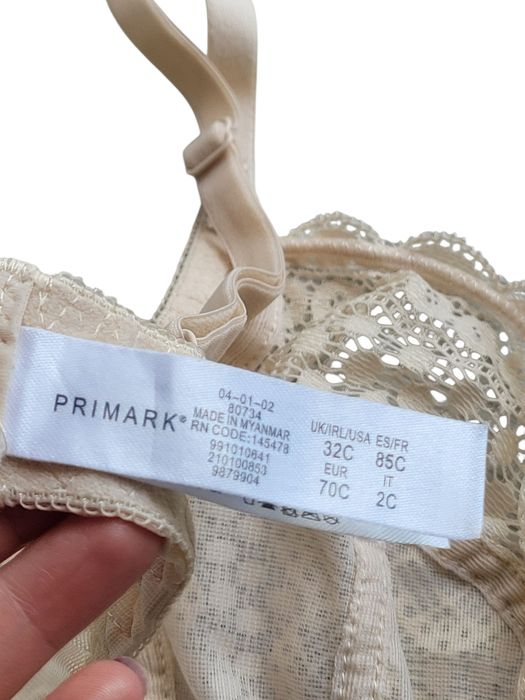 PRIMARK®
04-01-02
80734
MADE IN MYANMAR
RN CODE:145478
991010641
210100853
9879904
UK/IRL/USA ES/FR
32C 85C
EUR IT
70C 2C